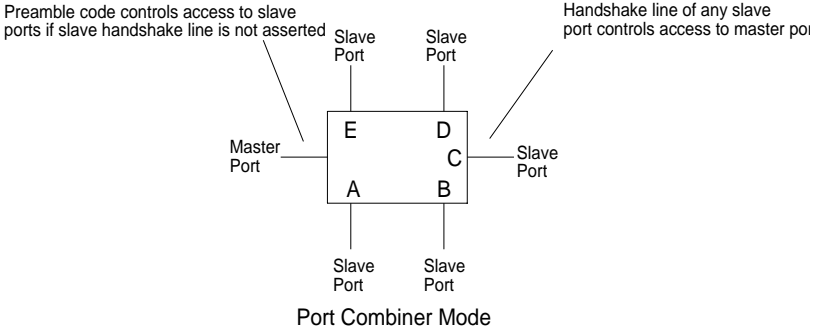 Preamble code controls access to slave
ports if slave handshake line is not asserted
Handshake line of any slave
port controls access to master
Slave
Port
Slave
Port
E
D
Master
Port
C
Slave
Port
A
B
Slave
Port
Slave
Port
Port Combiner Mode